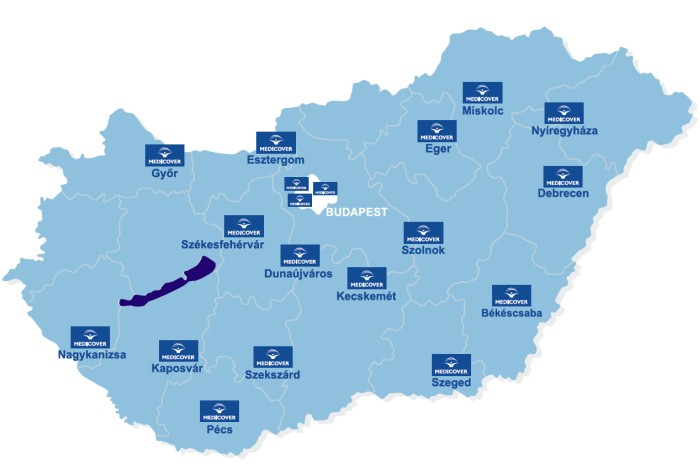 MEDICOVER
Miskolc
MEDICOVER
Nyíregyháza
MEDICOVER
Eger
MEDICOVER
Esztergom
MEDICOVER
Győr
MEDICOVER
Debrecen
MEDICOVER
MEDICOVER
MEDICOVER
BUDAPEST
MEDICOVER
Székesfehérvár
MEDICOVER
Szolnok
MEDICOVER
Dunaújváros
MEDICOVER
Kecskemét
MEDICOVER
Békéscsaba
MEDICOVER
Nagykanizsa
MEDICOVER
Kaposvár
MEDICOVER
Szekszárd
MEDICOVER
Szeged
MEDICOVER
Pécs